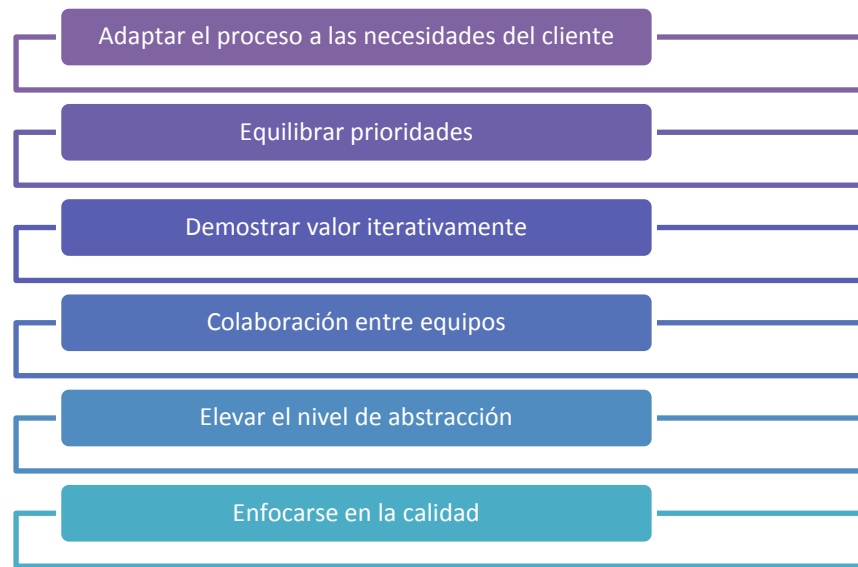 Adaptar el proceso a las necesidades del cliente
Equilibrar prioridades
Demostrar valor iterativamente
Colaboración entre equipos
Elevar el nivel de abstracción
Enfocarse en la calidad